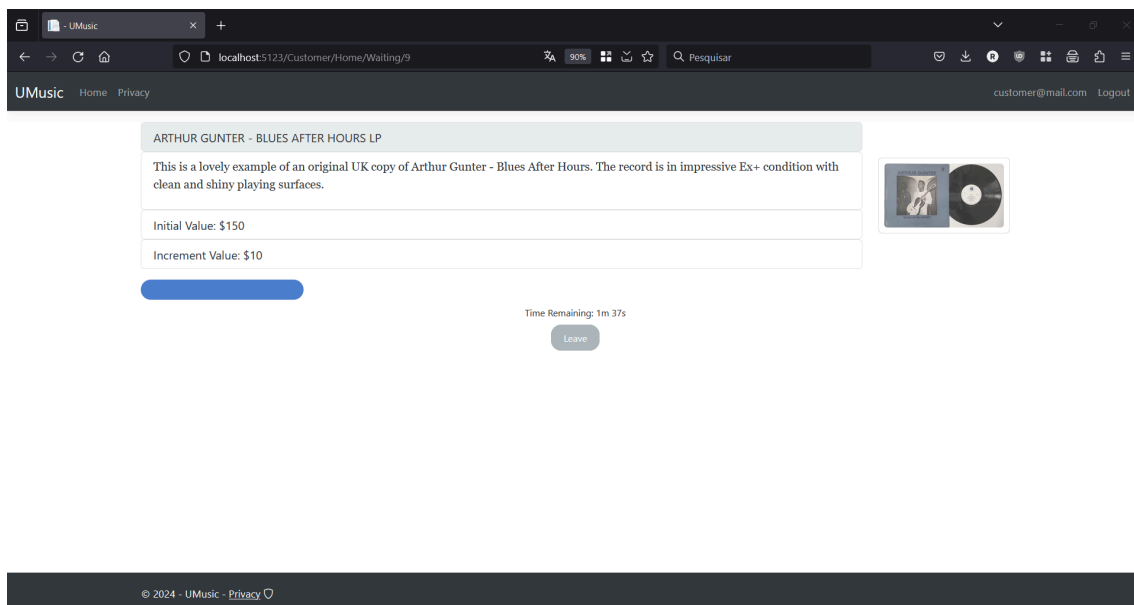 - UMusic
localhost:5123/Customer/Home/Waiting/9
90%
Pesquisar
UMusic Home Privacy
customer@mail.com Logout
ARTHUR GUNTER - BLUES AFTER HOURS LP
This is a lovely example of an original UK copy of Arthur Gunter - Blues After Hours. The record is in impressive Ex+ condition with
clean and shiny playing surfaces.
ARTHUR GUNTER
Initial Value: $150
Increment Value: $10
Time Remaining: 1m 37s
Leave
© 2024 - UMusic - Privacy